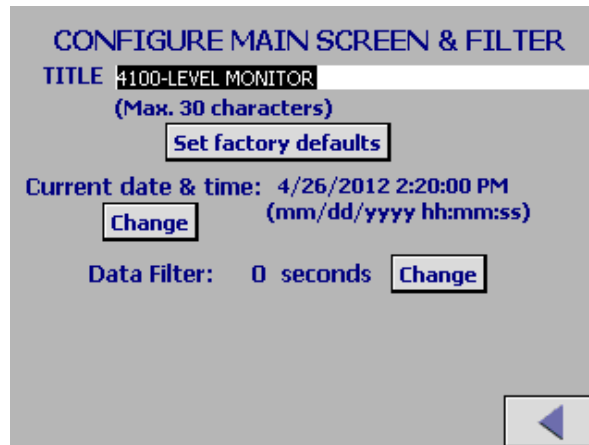 CONFIGURE MAIN SCREEN & FILTER
TITLE 4100-LEVEL MONITOR
(Max. 30 characters)
Set factory defaults
Current date & time: 4/26/2012 2:20:00 PM
Change (mm/dd/yyyy hh:mm:ss)
Data Filter: 0 seconds Change